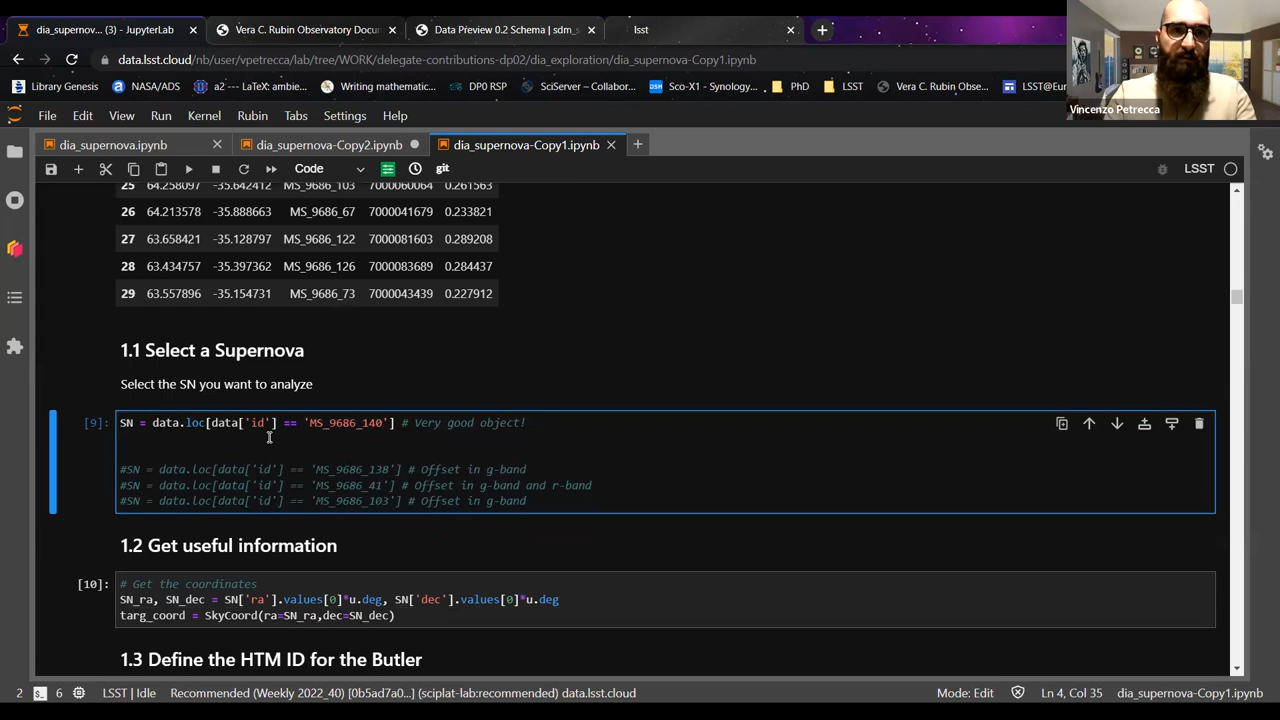 dia_supernov... (3) - JupyterLab
Vera C. Rubin Observatory Docu
Data Preview 0.2 Schema | sdm_s
lsst
data.lsst.cloud/nb/user/vpetrecca/lab/tree/WORK/delegate-contributions-dp02/dia_exploration/dia_supernova-Copy1.ipynb
Library Genesis
NASA/ADS
a2 --- LaTeX: ambie...
Writing mathematic...
DP0 RSP
SciServer – Collabor...
Sco-X1 - Synology...
PhD
LSST
Vera C. Rubin Obse...
LSST@Eur
Vincenzo Petrecca
File Edit View Run Kernel Rubin Tabs Settings Help
dia_supernova.ipynb
dia_supernova-Copy2.ipynb
dia_supernova-Copy1.ipynb
Code
git
LSST
25 64.258097 -35.642412 MS_9686_103 7000060064 0.261563
26 64.213578 -35.888663 MS_9686_67 7000041679 0.233821
27 63.658421 -35.128797 MS_9686_122 7000081603 0.289208
28 63.434757 -35.397362 MS_9686_126 7000083689 0.284437
29 63.557896 -35.154731 MS_9686_73 7000043439 0.227912
1.1 Select a Supernova
Select the SN you want to analyze
[9]: SN = data.loc[data['id'] == 'MS_9686_140'] # Very good object!
#SN = data.loc[data['id'] == 'MS_9686_138'] # Offset in g-band
#SN = data.loc[data['id'] == 'MS_9686_41'] # Offset in g-band and r-band
#SN = data.loc[data['id'] == 'MS_9686_103'] # Offset in g-band
1.2 Get useful information
[10]: # Get the coordinates
SN_ra, SN_dec = SN['ra'].values[0]*u.deg, SN['dec'].values[0]*u.deg
targ_coord = SkyCoord(ra=SN_ra,dec=SN_dec)
1.3 Define the HTM ID for the Butler
2 6 LSST | Idle Recommended (Weekly 2022_40) [0b5ad7a0... (sciplat-lab:recommended) data.lsst.cloud Mode: Edit Ln 4, Col 35 dia_supernova-Copy1.ipynb